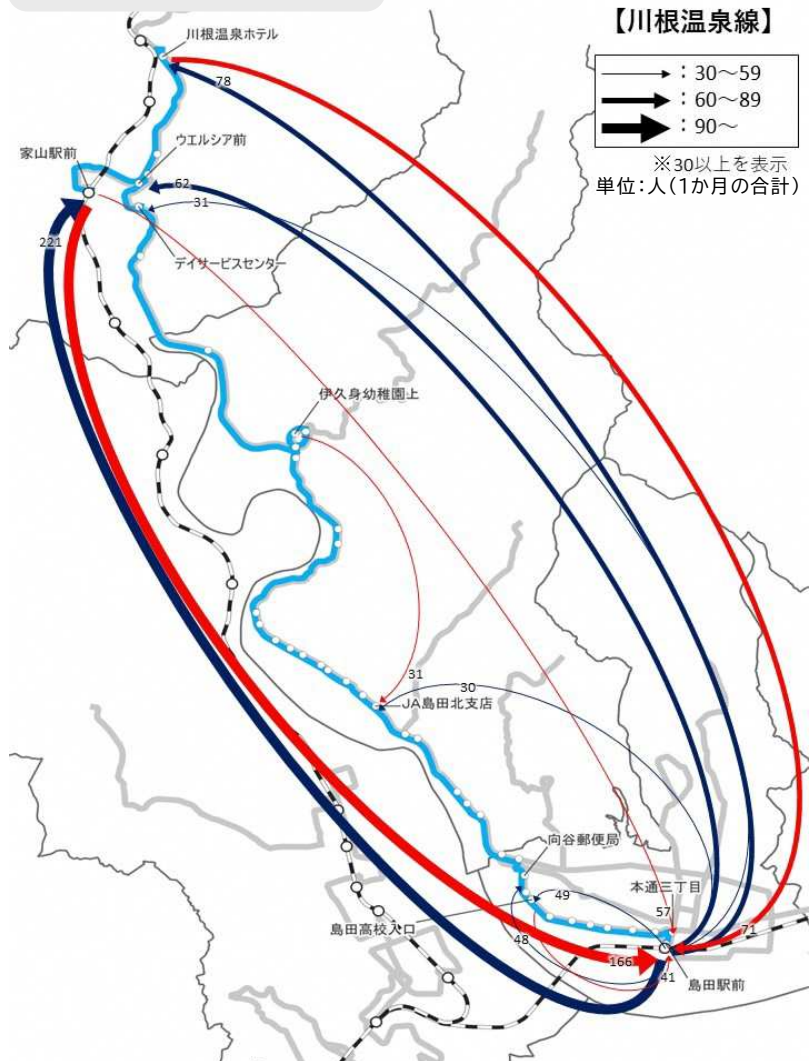 【川根温泉線】
：30～59
：60～89
：90～
※30以上を表示
単位：人（1か月の合計）
川根温泉ホテル
78
ウエルシア前
家山駅前
62
31
221
デイサービスセンター
伊久身幼稚園上
31
30
JA島田北支店
向谷郵便局
49
本通三丁目
57
島田高校入口
48
71
166
41
島田駅前